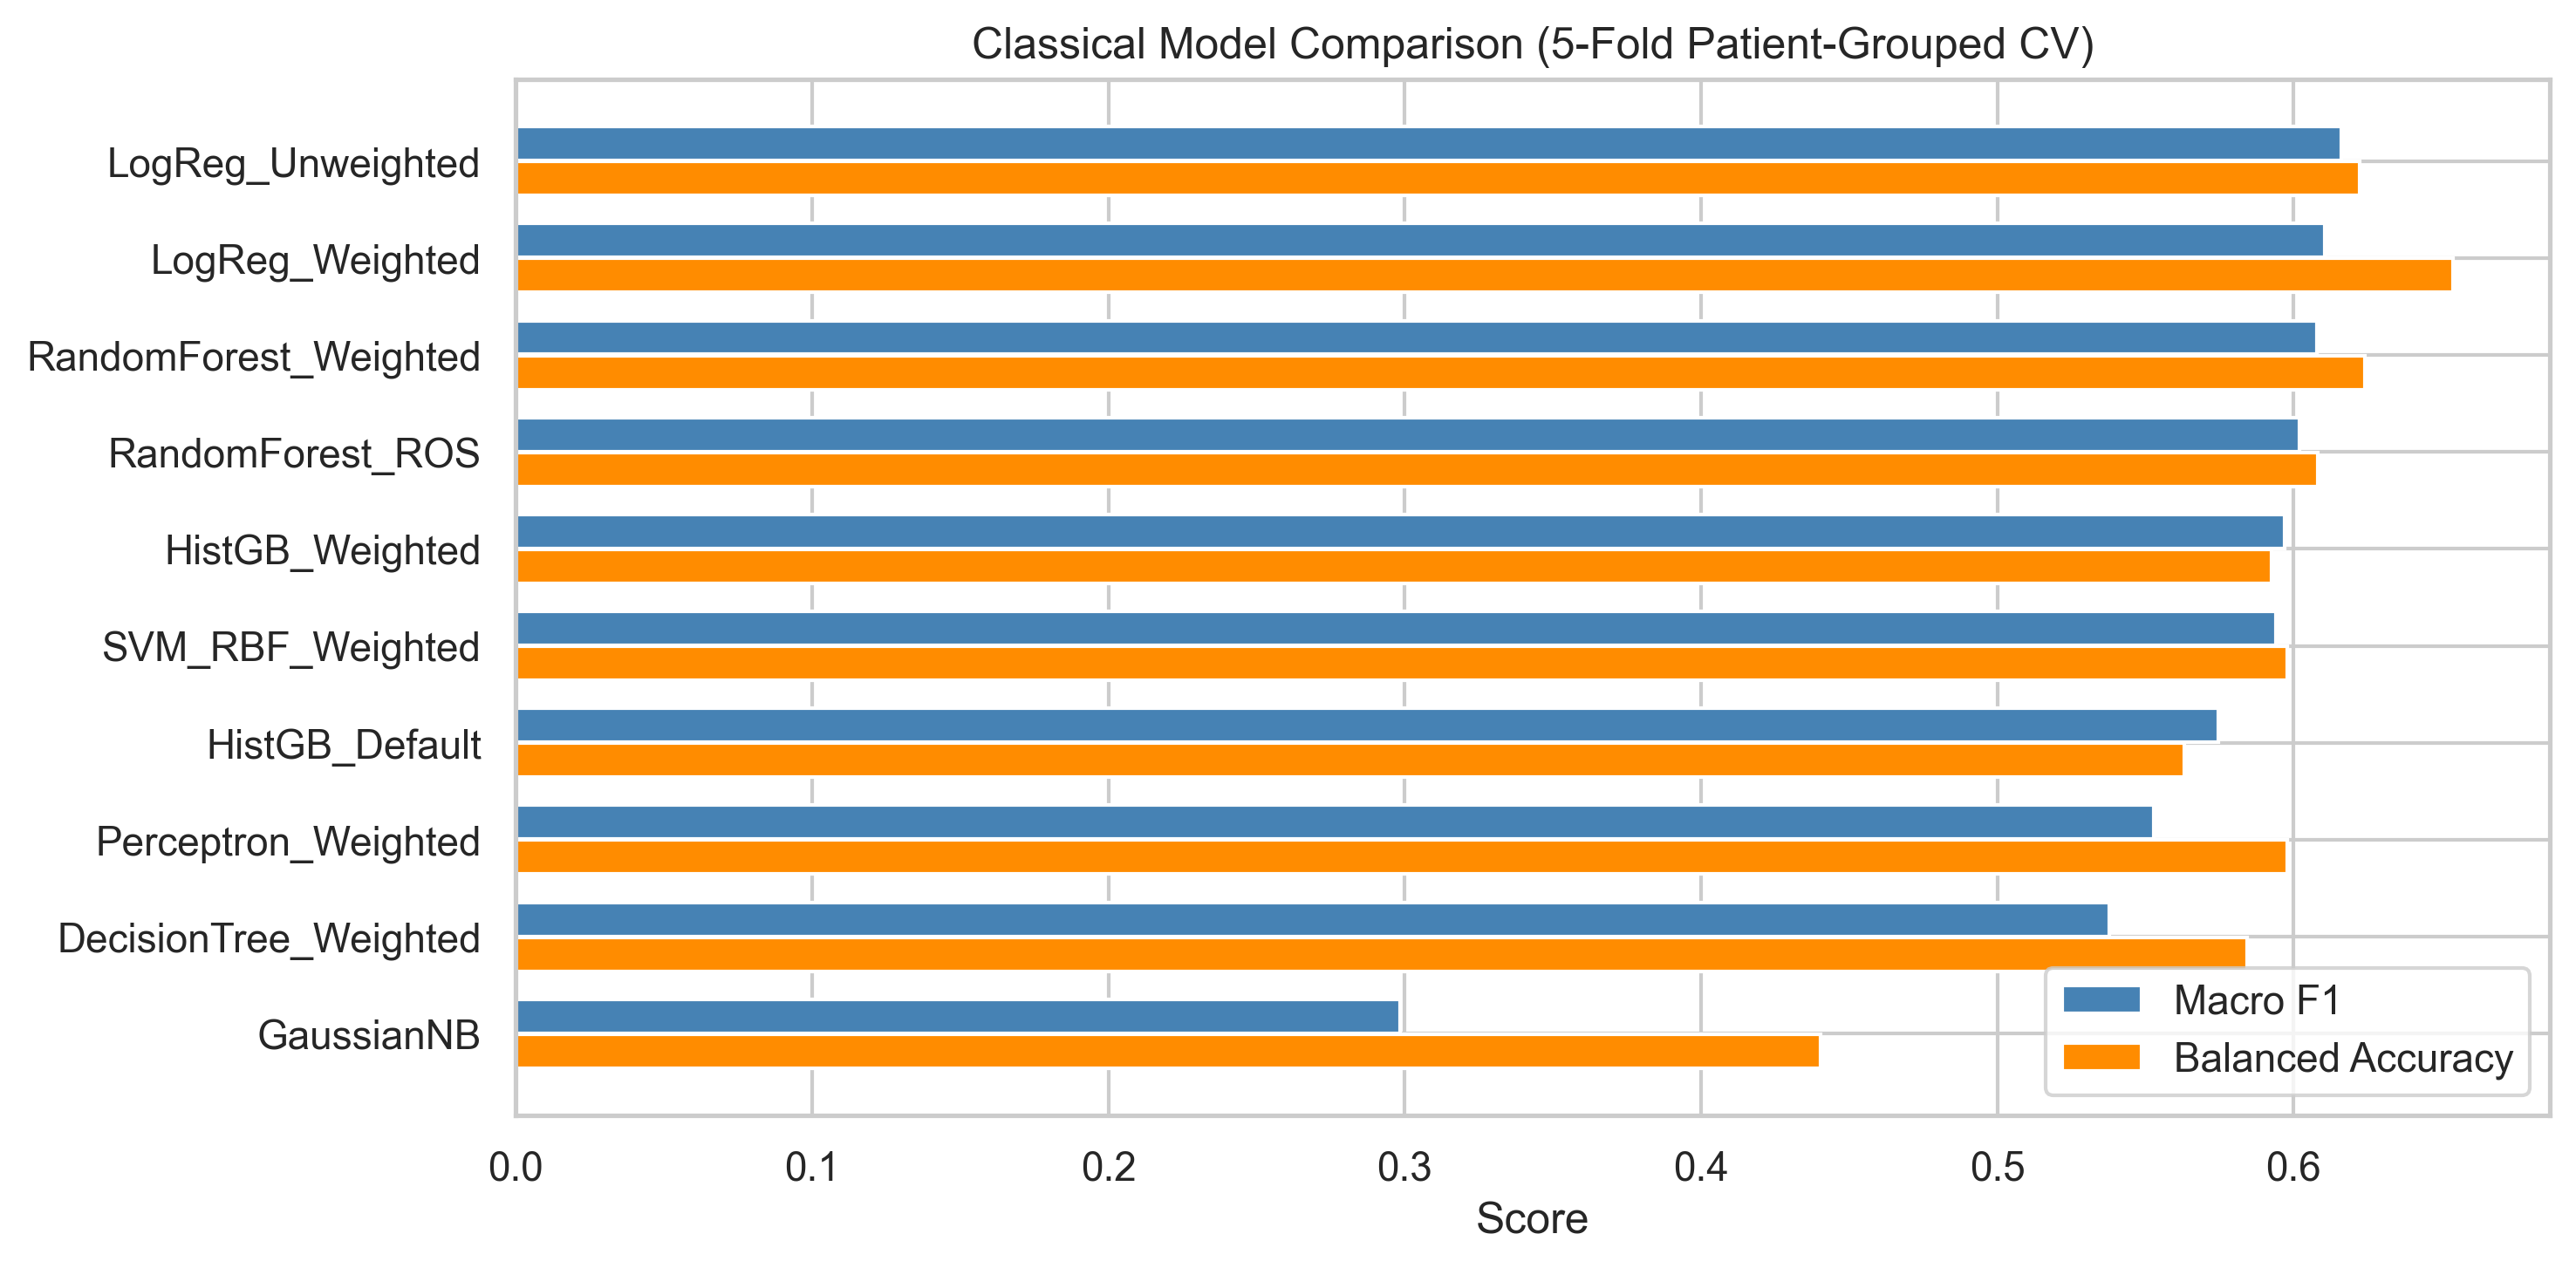 Classical Model Comparison (5-Fold Patient-Grouped CV)
LogReg_Unweighted
LogReg_Weighted
RandomForest_Weighted
RandomForest_ROS
HistGB_Weighted
SVM_RBF_Weighted
HistGB_Default
Perceptron_Weighted
DecisionTree_Weighted
GaussianNB
Macro F1
Balanced Accuracy
0.0 0.1 0.2 0.3 0.4 0.5 0.6
Score